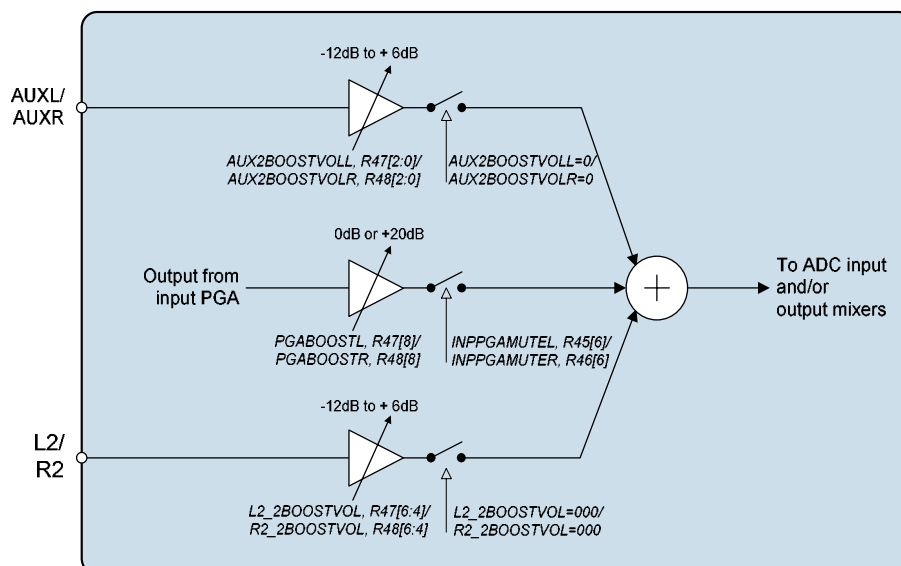 -12dB to + 6dB
AUXL/
AUXR
AUX2BOOSTVOLL, R47[2:0]/
AUX2BOOSTVOLR, R48[2:0]
AUX2BOOSTVOLL=0/
AUX2BOOSTVOLR=0
0dB or +20dB
Output from
input PGA
PGABOOSTL, R47[8]/
PGABOOSTR, R48[8]
INPPGAMUTEL, R45[6]/
INPPGAMUTER, R46[6]
+
To ADC input
and/or
output mixers
-12dB to + 6dB
L2/
R2
L2_2BOOSTVOL, R47[6:4]/
R2_2BOOSTVOL, R48[6:4]
L2_2BOOSTVOL=000/
R2_2BOOSTVOL=000